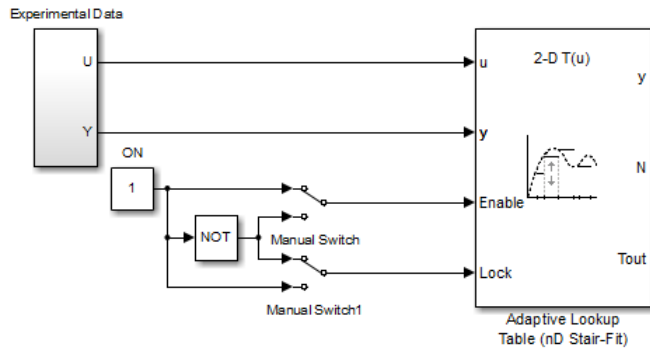 Experimental Data
U
Y
ON
1
NOT
Manual Switch
Manual Switch1
u
2-D T(u)
y
y
N
Enable
Lock
Tout
Adaptive Lookup
Table (nD Stair-Fit)